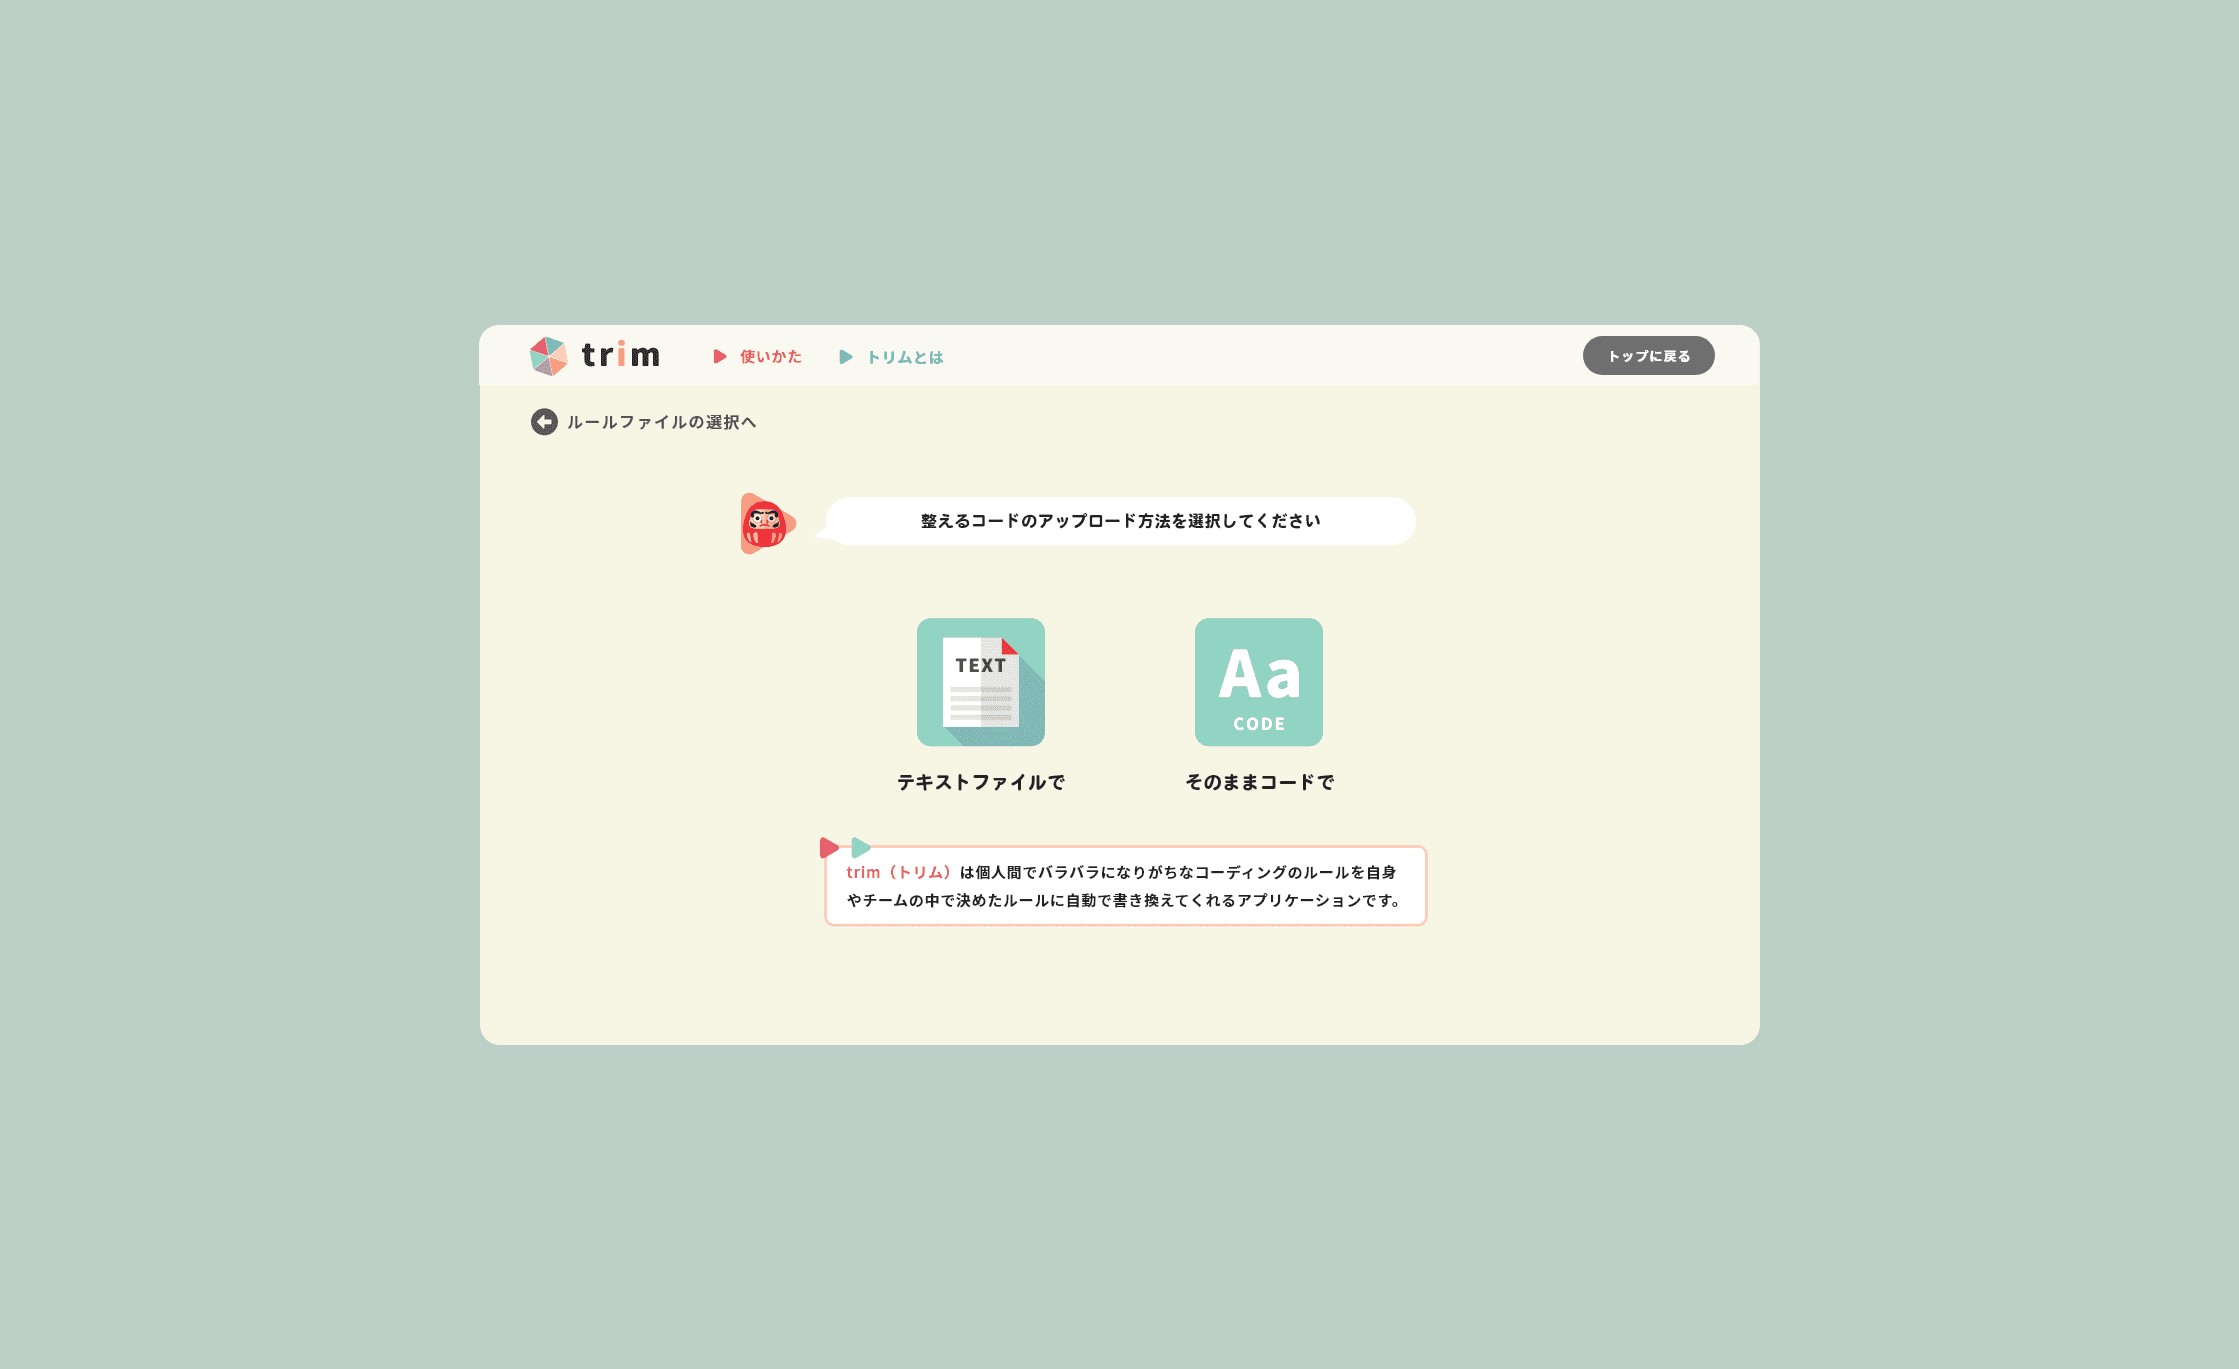 trim
使いかた
トリムとは
トップに戻る
ルールファイルの選択へ
整えるコードのアップロード方法を選択してください
TEXT
Aa
CODE
テキストファイルで
そのままコードで
trim（トリム）は個人間でバラバラになりがちなコーディングのルールを自身
やチームの中で決めたルールに自動で書き換えてくれるアプリケーションです。